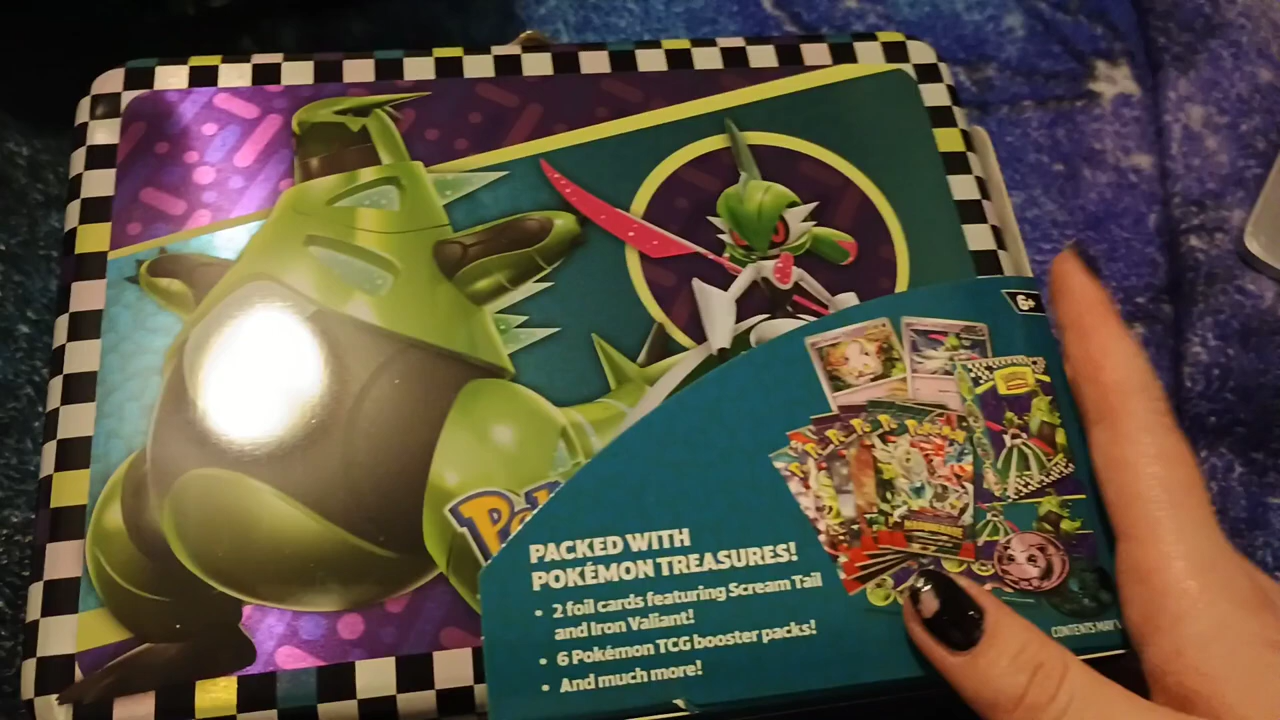 6+
Pokémon
PACKED WITH
POKÉMON TREASURES!
• 2 foil cards featuring Scream Tail
and Iron Valiant!
• 6 Pokémon TCG booster packs!
• And much more!
CONTENTS MAY